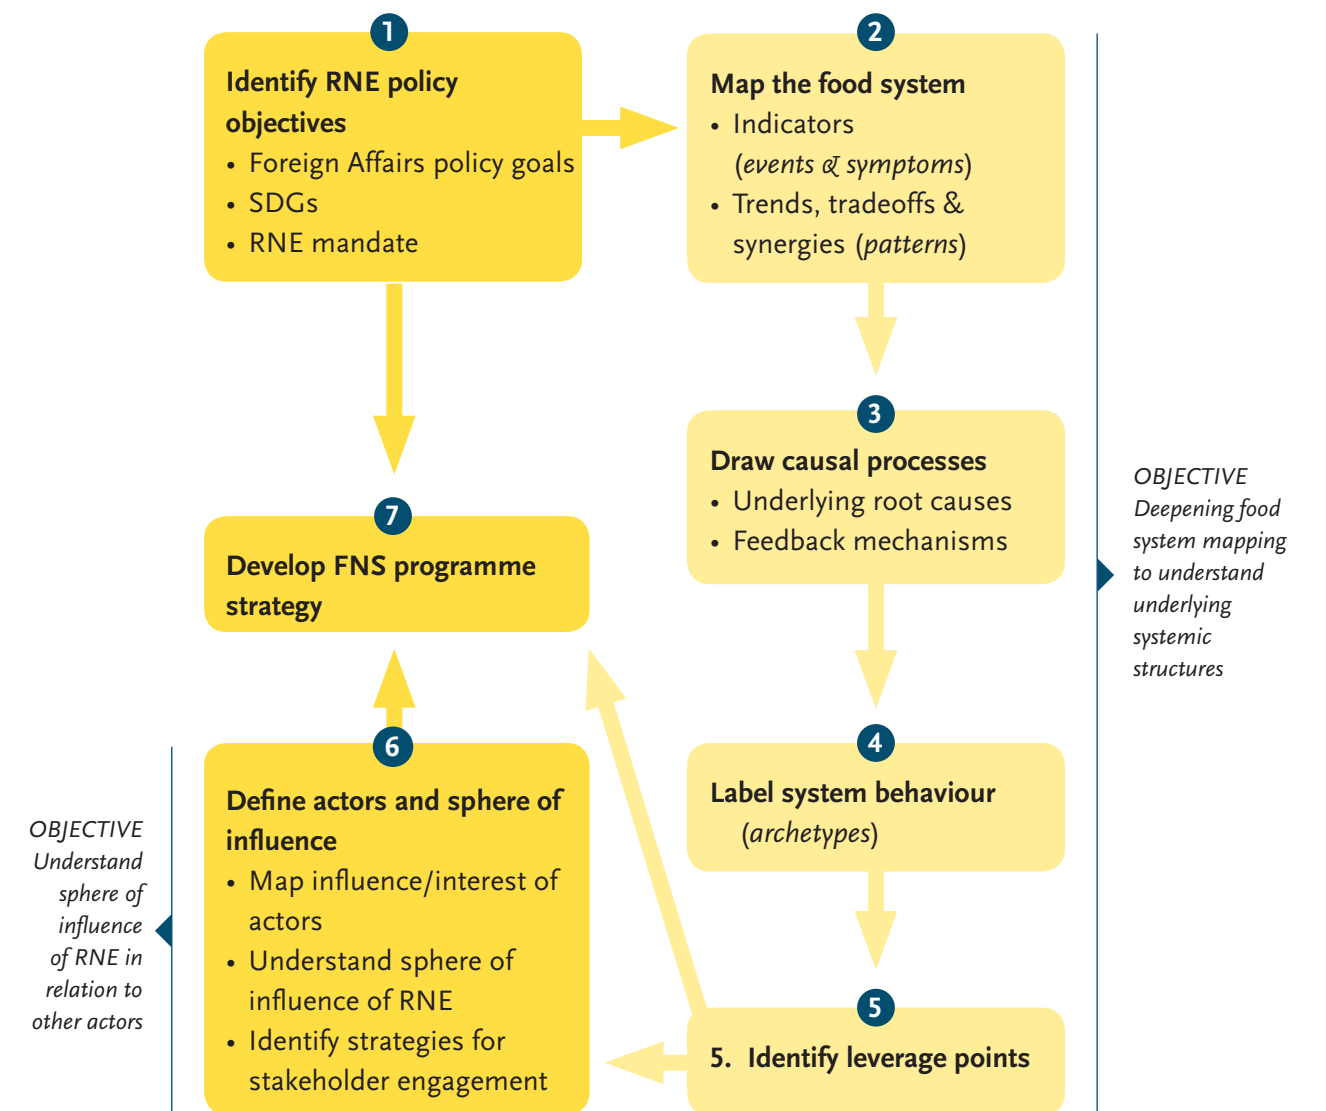 1
Identify RNE policy
objectives
• Foreign Affairs policy goals
• SDGs
• RNE mandate
2
Map the food system
• Indicators
(events & symptoms)
• Trends, tradeoffs &
synergies (patterns)
3
Draw causal processes
• Underlying root causes
• Feedback mechanisms
OBJECTIVE
Deepening food
system mapping
to understand
underlying
systemic
structures
7
Develop FNS programme
strategy
4
Label system behaviour
(archetypes)
6
Define actors and sphere of
influence
• Map influence/interest of
actors
• Understand sphere of
influence of RNE
• Identify strategies for
stakeholder engagement
OBJECTIVE
Understand
sphere of
influence
of RNE in
relation to
other actors
5
5. Identify leverage points